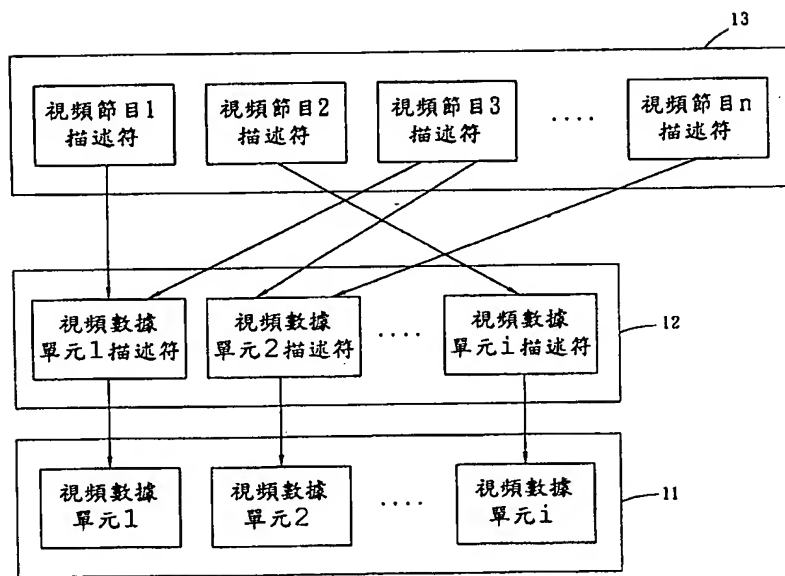 13
視頻節目1
描述符
視頻節目2
描述符
視頻節目3
描述符
....
視頻節目n
描述符
視頻數據
單元1描述符
視頻數據
單元2描述符
....
視頻數據
單元i描述符
12
視頻數據
單元1
視頻數據
單元2
....
視頻數據
單元i
11